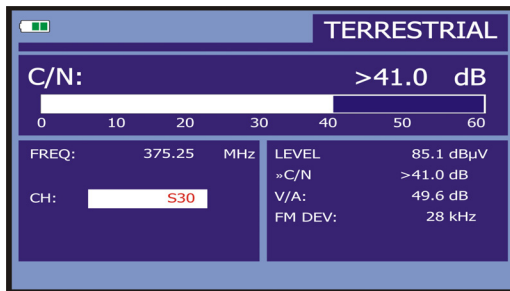 TERRESTRIAL
C/N: >41.0 dB
0 10 20 30 40 50 60
FREQ: 375.25 MHz
CH: S30
LEVEL 85.1 dBµV
»C/N >41.0 dB
V/A: 49.6 dB
FM DEV: 28 kHz